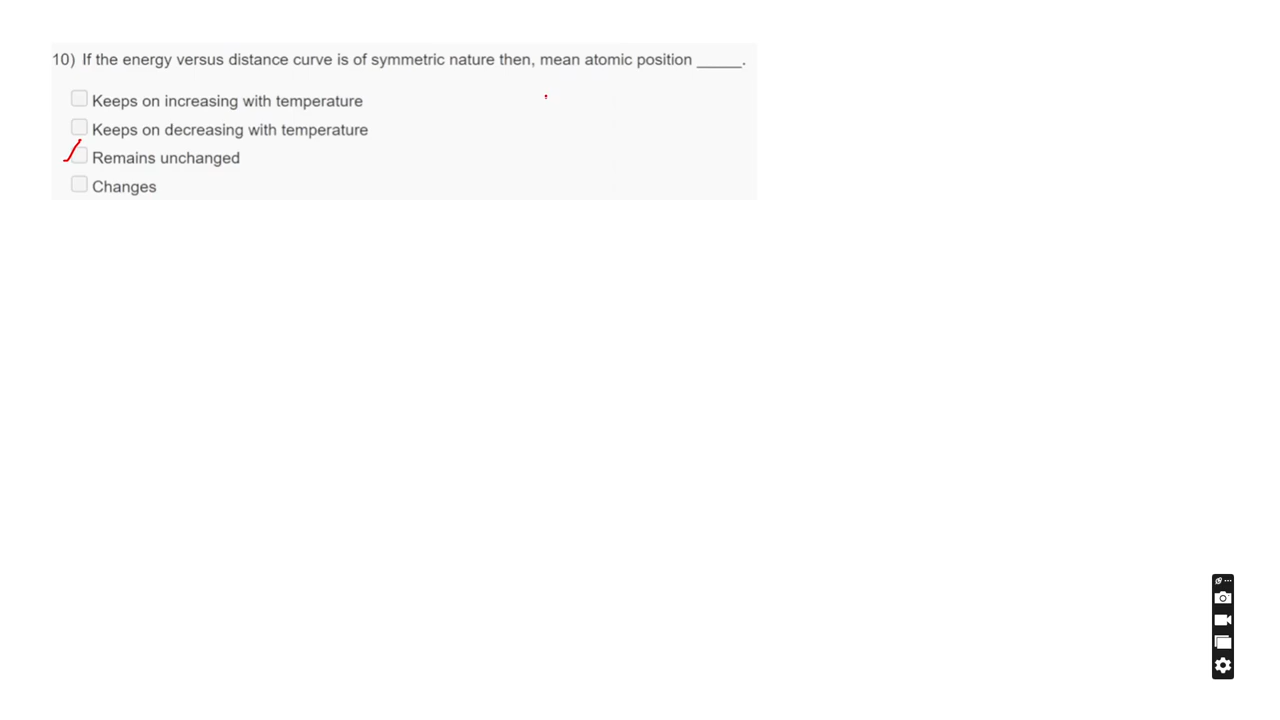 10) If the energy versus distance curve is of symmetric nature then, mean atomic position _____.
Keeps on increasing with temperature
Keeps on decreasing with temperature
Remains unchanged
Changes